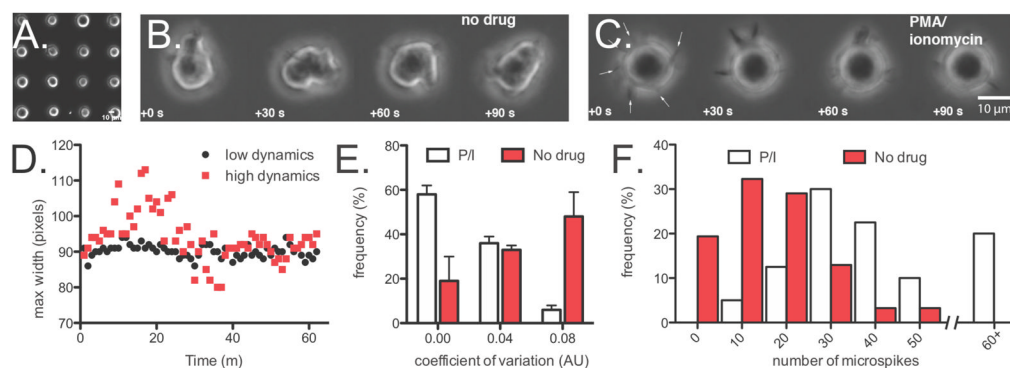 A.
10 µm
B.
no drug
+0 s
+30 s
+60 s
+90 s
C.
PMA/
ionomycin
+0 s
+30 s
+60 s
+90 s
10 µm
D.
low dynamics
high dynamics
120
110
100
90
80
70
max width (pixels)
0
20
40
60
Time (m)
E.
P/I
No drug
80
60
40
20
0
frequency (%)
0.00
0.04
0.08
coefficient of variation (AU)
F.
P/I
No drug
40
30
20
10
0
frequency (%)
0
10
20
30
40
50
60+
number of microspikes